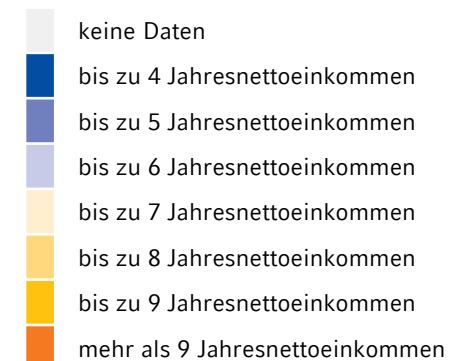 keine Daten
bis zu 4 Jahresnettoeinkommen
bis zu 5 Jahresnettoeinkommen
bis zu 6 Jahresnettoeinkommen
bis zu 7 Jahresnettoeinkommen
bis zu 8 Jahresnettoeinkommen
bis zu 9 Jahresnettoeinkommen
mehr als 9 Jahresnettoeinkommen